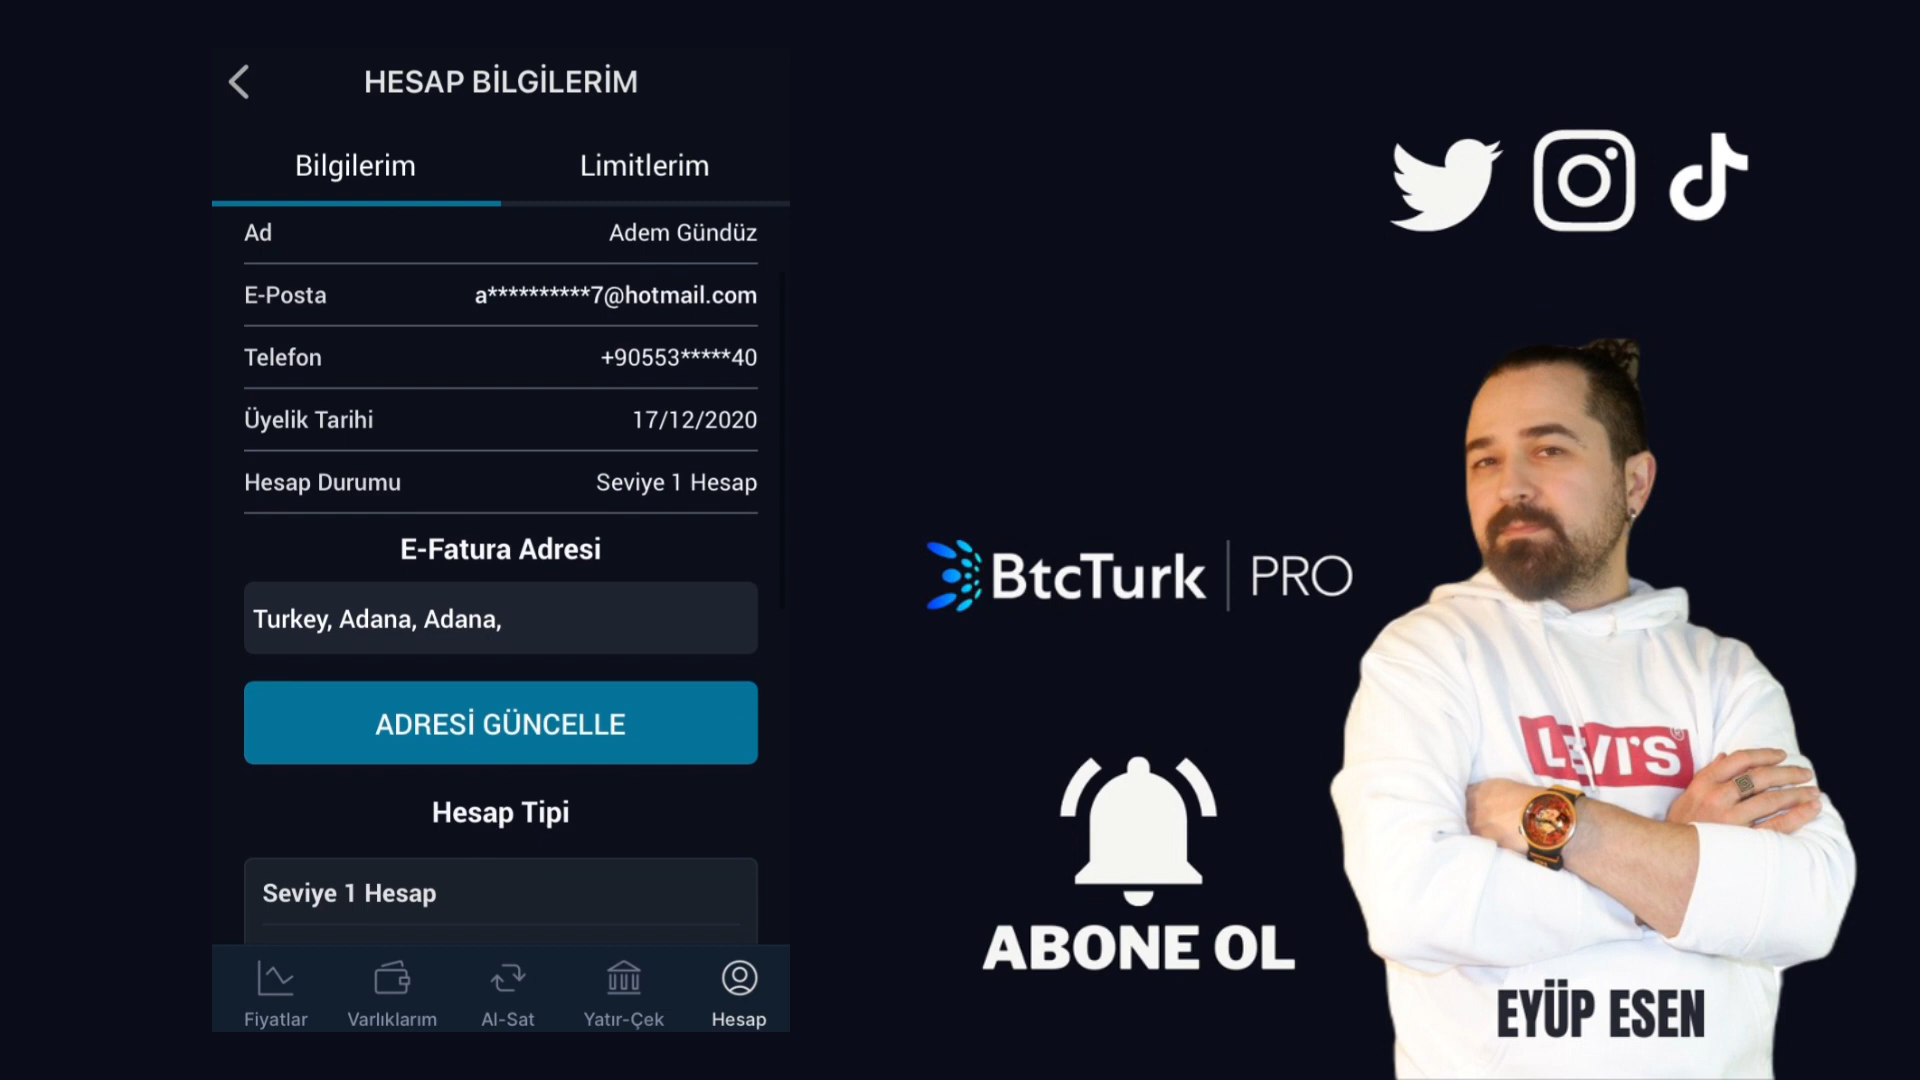 HESAP BİLGİLERİM
Bilgilerim Limitlerim
Ad Adem Gündüz
E-Posta a**********7@hotmail.com
Telefon +90553*****40
Üyelik Tarihi 17/12/2020
Hesap Durumu Seviye 1 Hesap
E-Fatura Adresi
Turkey, Adana, Adana,
ADRESİ GÜNCELLE
Hesap Tipi
Seviye 1 Hesap
Fiyatlar Varlıklarım Al-Sat Yatır-Çek Hesap
BtcTurk | PRO
ABONE OL
LEVI'S®
EYÜP ESEN